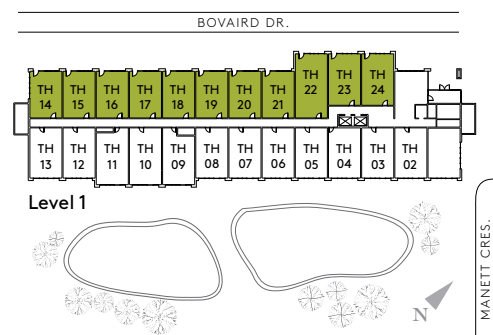 BOVAIRD DR.
TH 14
TH 15
TH 16
TH 17
TH 18
TH 19
TH 20
TH 21
TH 22
TH 23
TH 24
TH 13
TH 12
TH 11
TH 10
TH 09
TH 08
TH 07
TH 06
TH 05
TH 04
TH 03
TH 02
Level 1
MANETT CRES.
N